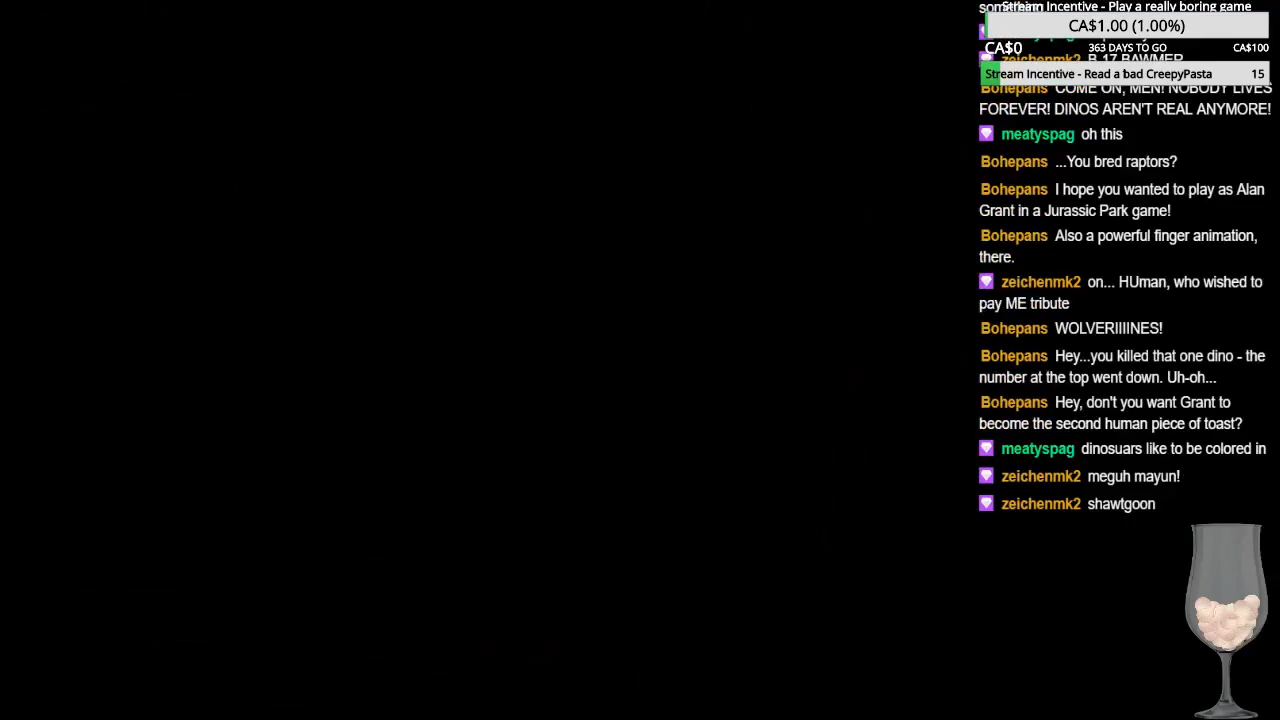 Stream Incentive - Play a really boring game
CA$1.00 (1.00%)
CA$0 363 DAYS TO GO CA$100
zeichenmk2 B-17 BAWMER
Stream Incentive - Read a bad CreepyPasta 15
Bohepans COME ON, MEN! NOBODY LIVES
FOREVER! DINOS AREN'T REAL ANYMORE!
meatyspag oh this
Bohepans ...You bred raptors?
Bohepans I hope you wanted to play as Alan
Grant in a Jurassic Park game!
Bohepans Also a powerful finger animation,
there.
zeichenmk2 on... HUman, who wished to
pay ME tribute
Bohepans WOLVERIIIINES!
Bohepans Hey...you killed that one dino - the
number at the top went down. Uh-oh...
Bohepans Hey, don't you want Grant to
become the second human piece of toast?
meatyspag dinosuars like to be colored in
zeichenmk2 meguh mayun!
zeichenmk2 shawtgoon